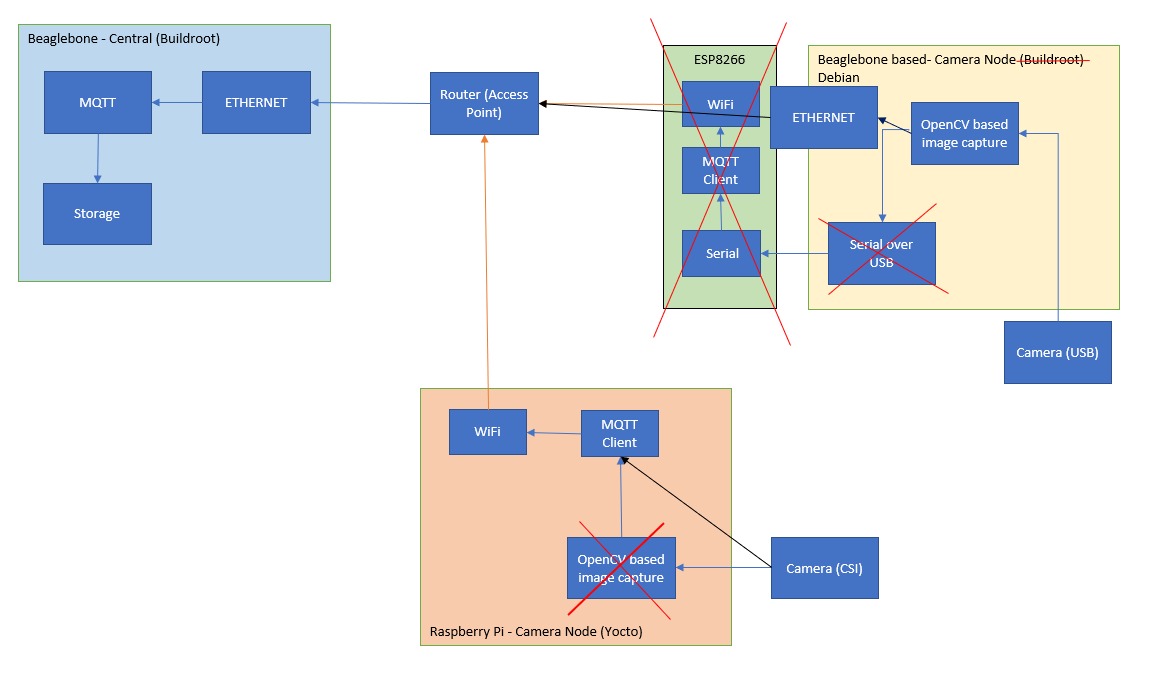 Beaglebone - Central (Buildroot)
MQTT
ETHERNET
Storage
Router (Access
Point)
ESP8266
WiFi
MQTT
Client
Serial
Beaglebone based- Camera Node (Buildroot)
Debian
ETHERNET
OpenCV based
image capture
Serial over
USB
Camera (USB)
WiFi
MQTT
Client
OpenCV based
image capture
Camera (CSI)
Raspberry Pi - Camera Node (Yocto)